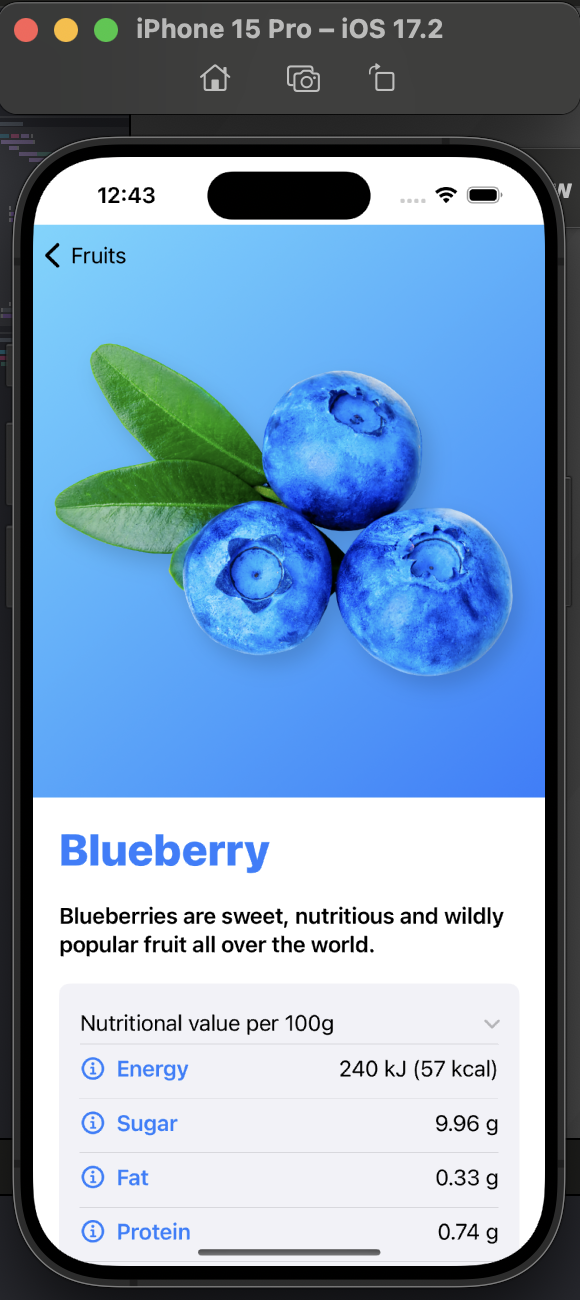 iPhone 15 Pro – iOS 17.2
12:43
Fruits
Blueberry
Blueberries are sweet, nutritious and wildly
popular fruit all over the world.
Nutritional value per 100g
Energy 240 kJ (57 kcal)
Sugar 9.96 g
Fat 0.33 g
Protein 0.74 g